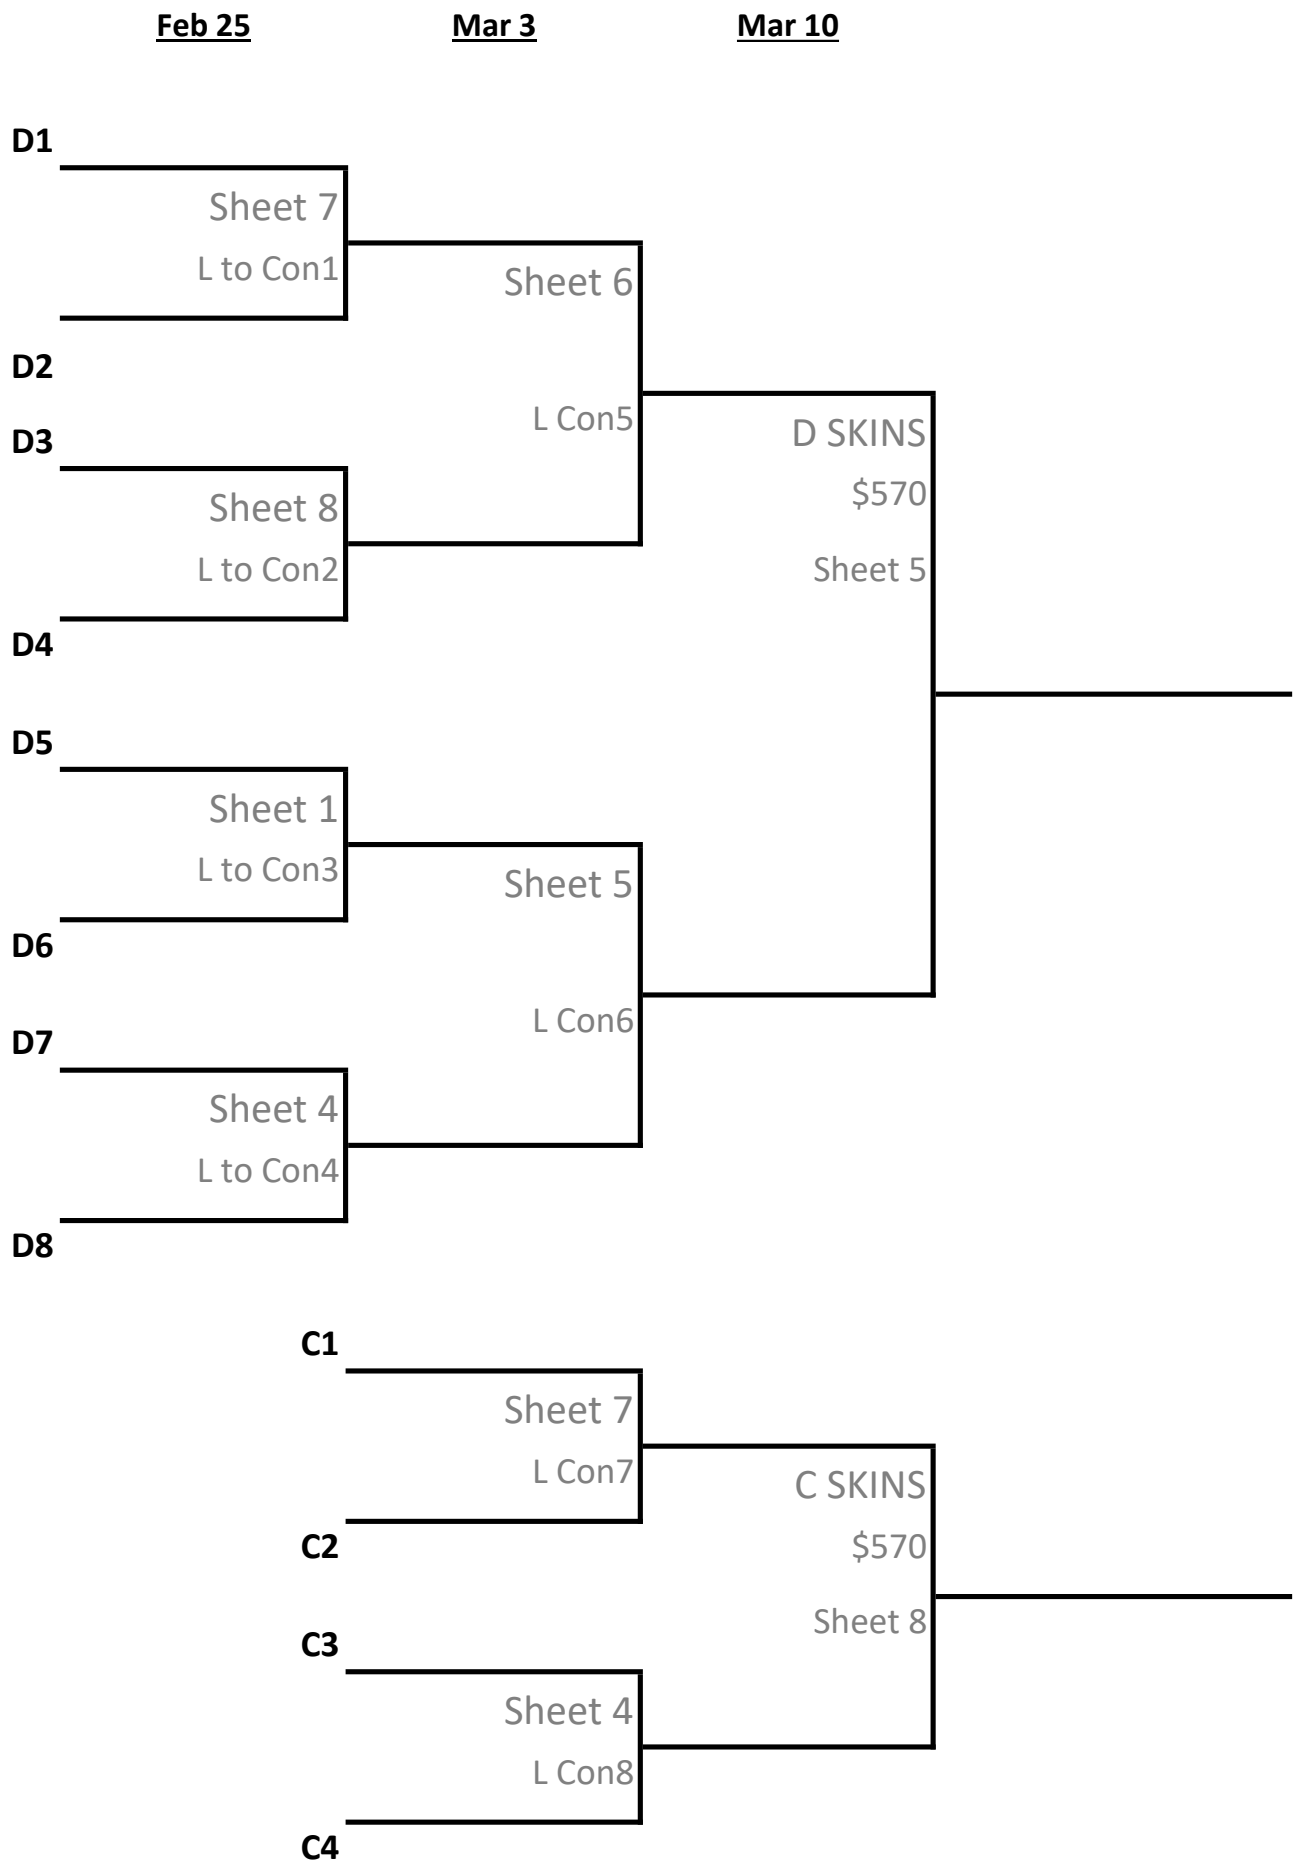 Feb 25 Mar 3 Mar 10
D1
Sheet 7
L to Con1
Sheet 6
D2
L Con5
D SKINS
D3
$570
Sheet 8
L to Con2
Sheet 5
D4
D5
Sheet 1
L to Con3
Sheet 5
D6
L Con6
D7
Sheet 4
L to Con4
D8
C1
Sheet 7
L Con7
C SKINS
C2
$570
Sheet 8
C3
Sheet 4
L Con8
C4